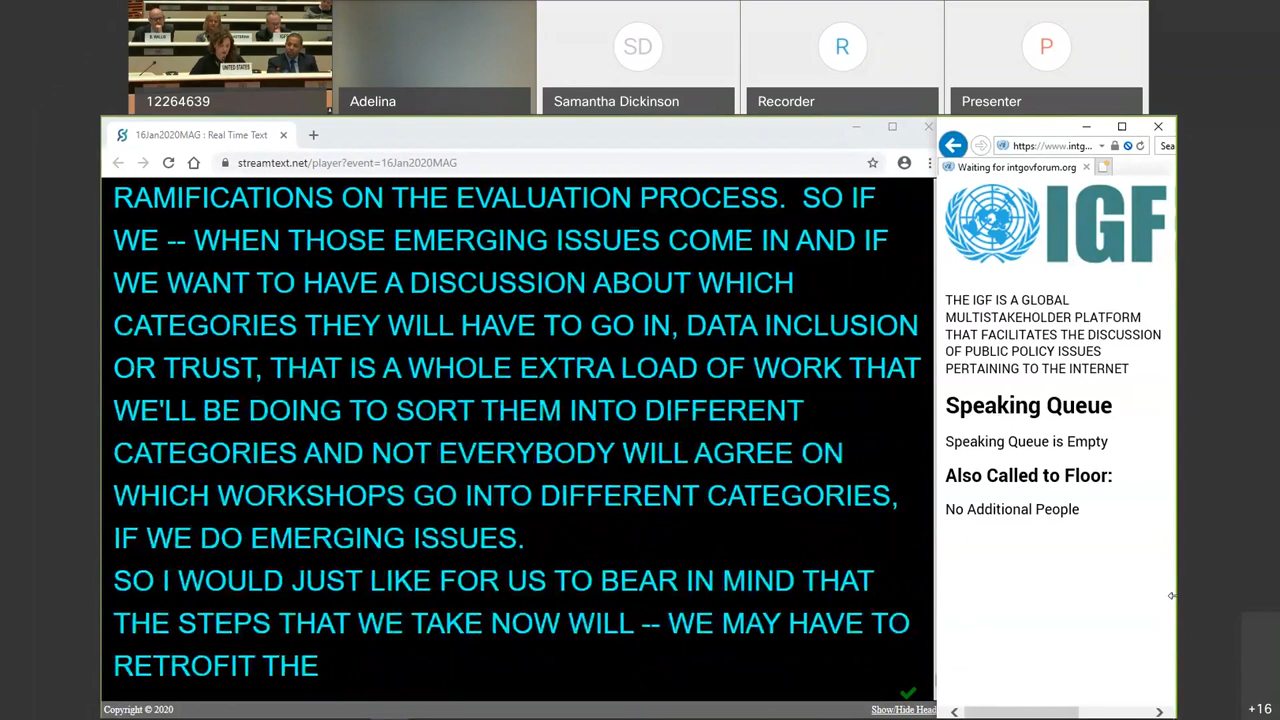 E WALLIS
IGF
UNITED STATES
SD
R
P
12264639
Adelina
Samantha Dickinson
Recorder
Presenter
16Jan2020MAG : Real Time Text
streamtext.net/player?event=16Jan2020MAG
RAMIFICATIONS ON THE EVALUATION PROCESS.  SO IF
WE -- WHEN THOSE EMERGING ISSUES COME IN AND IF
WE WANT TO HAVE A DISCUSSION ABOUT WHICH
CATEGORIES THEY WILL HAVE TO GO IN, DATA INCLUSION
OR TRUST, THAT IS A WHOLE EXTRA LOAD OF WORK THAT
WE'LL BE DOING TO SORT THEM INTO DIFFERENT
CATEGORIES AND NOT EVERYBODY WILL AGREE ON
WHICH WORKSHOPS GO INTO DIFFERENT CATEGORIES,
IF WE DO EMERGING ISSUES.
SO I WOULD JUST LIKE FOR US TO BEAR IN MIND THAT
THE STEPS THAT WE TAKE NOW WILL -- WE MAY HAVE TO
RETROFIT THE
Copyright © 2020
Show/Hide Head
https://www.intg...
Sea
Waiting for intgovforum.org
IGF
THE IGF IS A GLOBAL
MULTISTAKEHOLDER PLATFORM
THAT FACILITATES THE DISCUSSION
OF PUBLIC POLICY ISSUES
PERTAINING TO THE INTERNET
Speaking Queue
Speaking Queue is Empty
Also Called to Floor:
No Additional People
+16